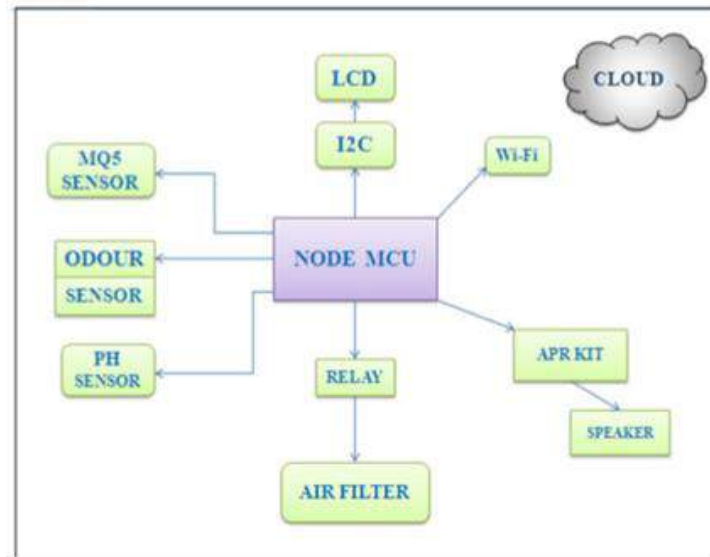 LCD
CLOUD
I2C
MQ5
SENSOR
Wi-Fi
ODOUR
SENSOR
NODE MCU
PH
SENSOR
RELAY
APR KIT
SPEAKER
AIR FILTER